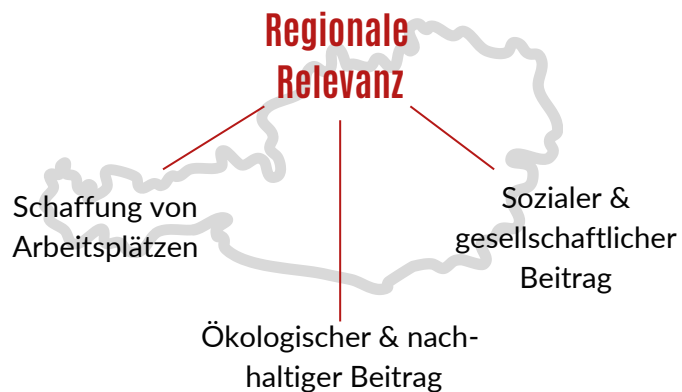 Regionale
Relevanz
Schaffung von
Arbeitsplätzen
Sozialer &
gesellschaftlicher
Beitrag
Ökologischer & nach-
haltiger Beitrag